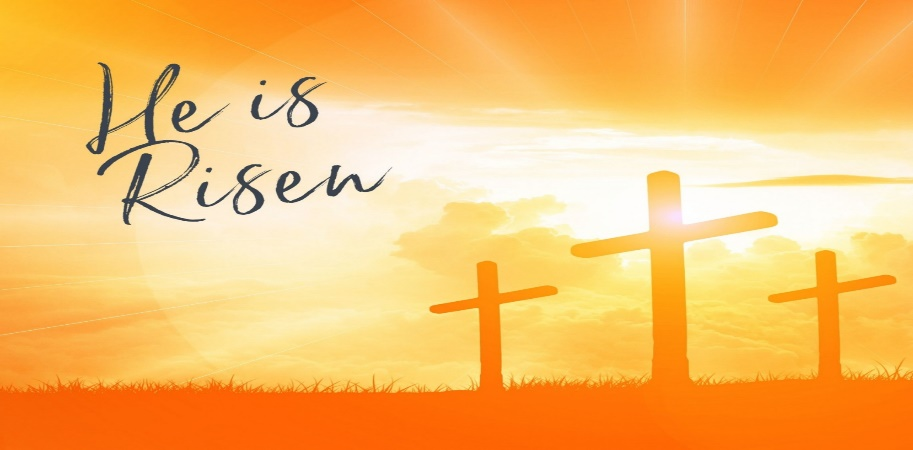 He is
Risen